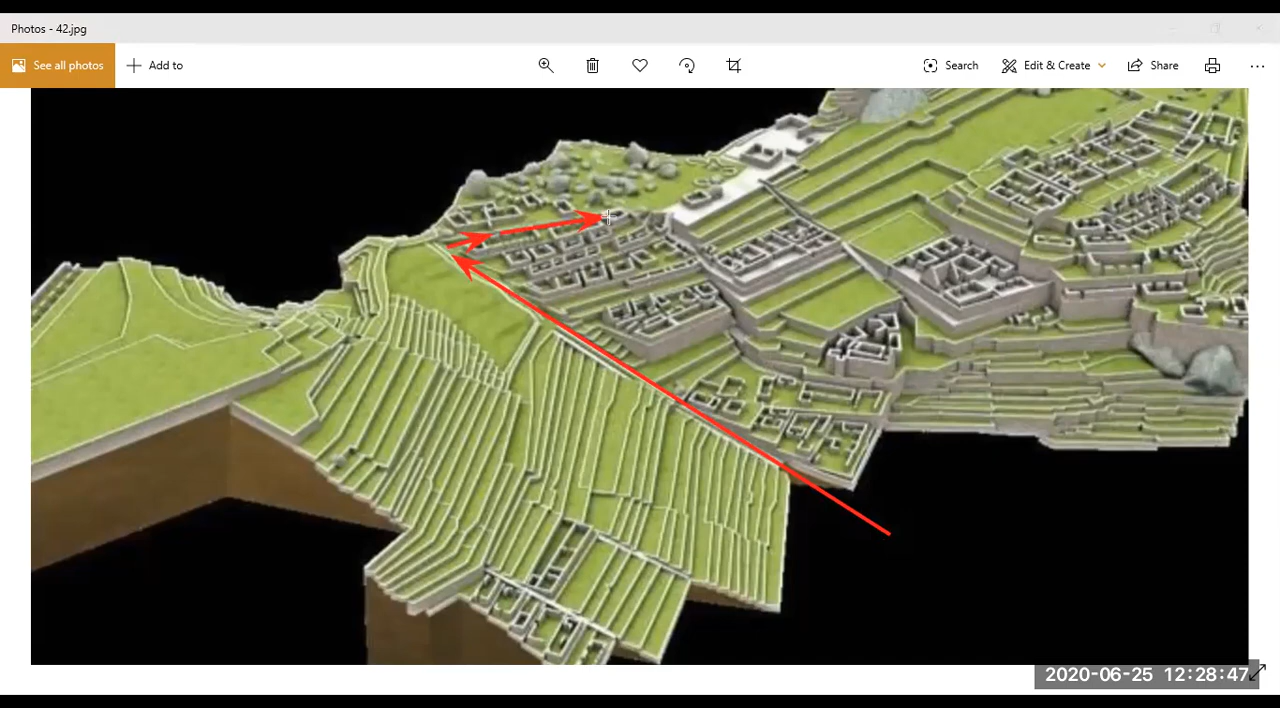 Photos - 42.jpg
See all photos
Add to
Search
Edit & Create
Share
2020-06-25 12:28:47